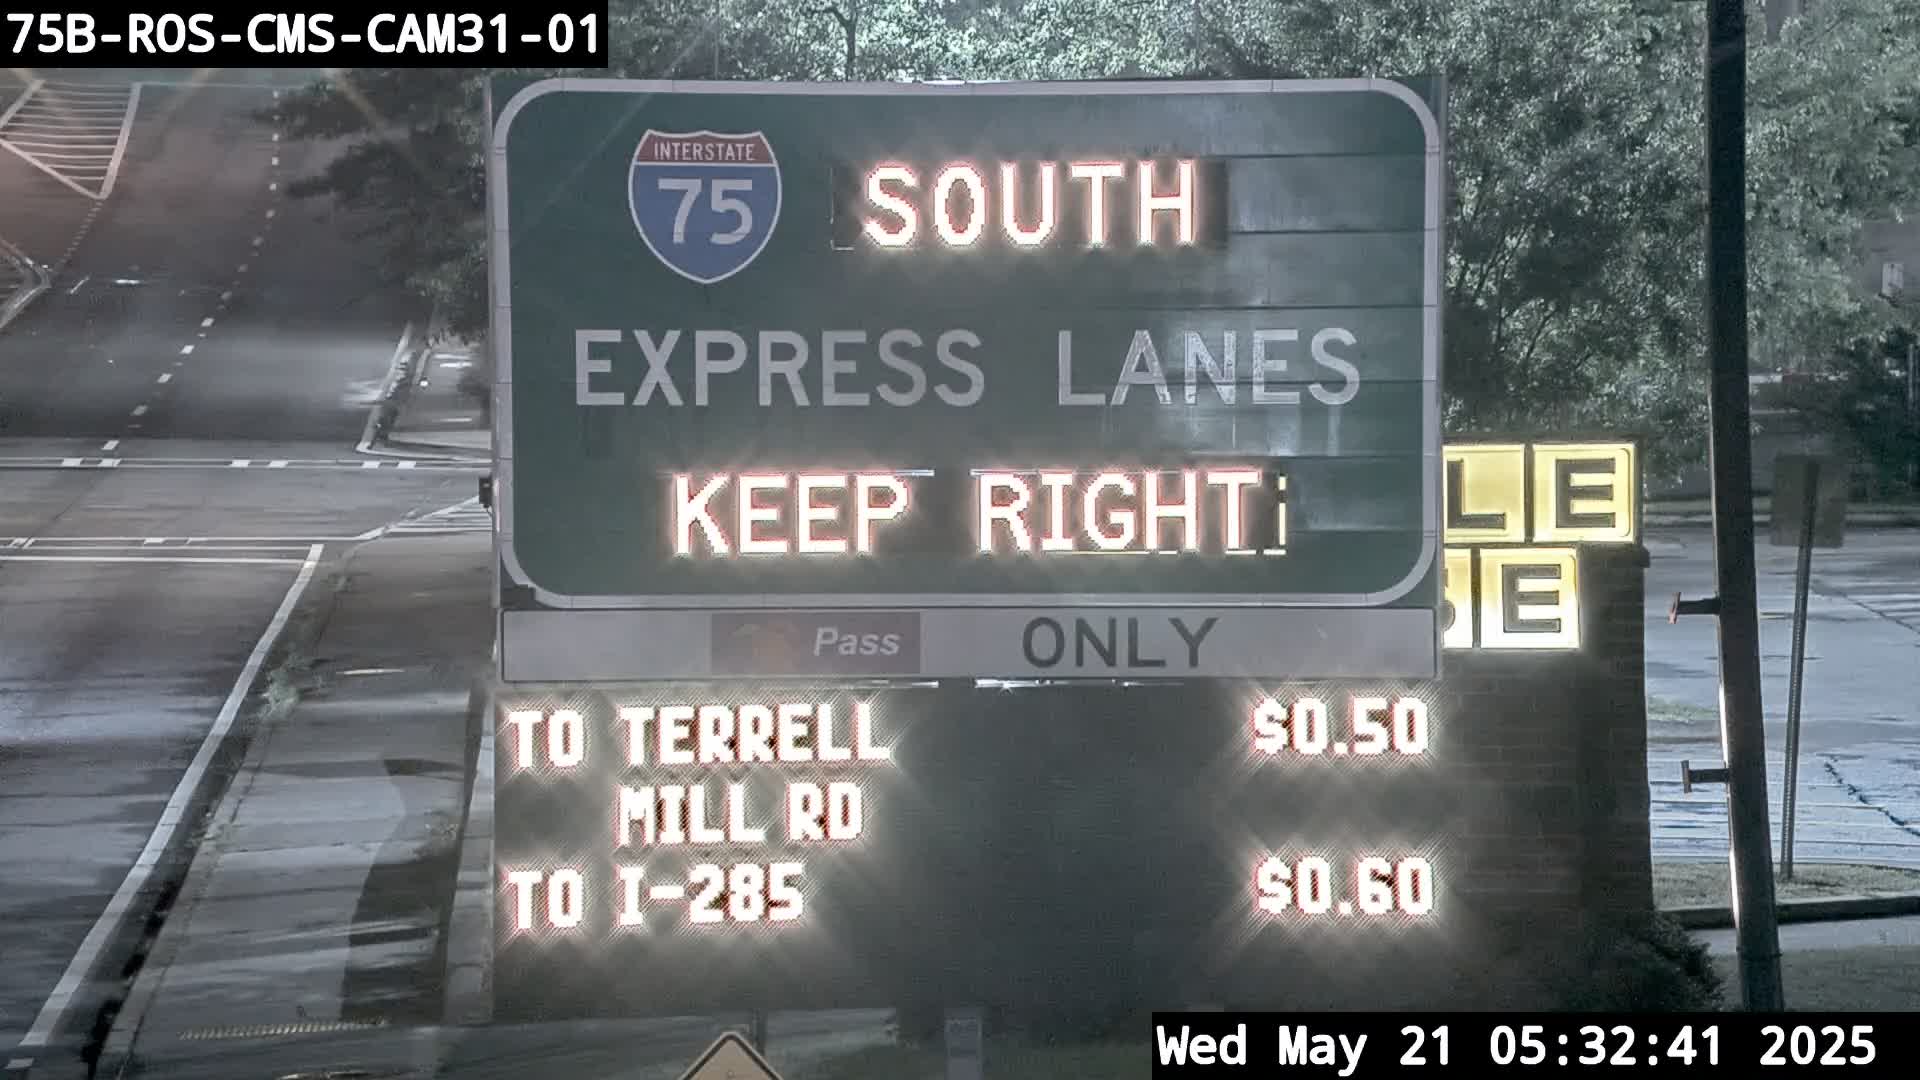 75B-ROS-CMS-CAM31-01
INTERSTATE
75 SOUTH
EXPRESS LANES
KEEP RIGHT
Pass ONLY
LE
E
TO TERRELL $0.50
MILL RD
TO I-285 $0.60
Wed May 21 05:32:41 2025